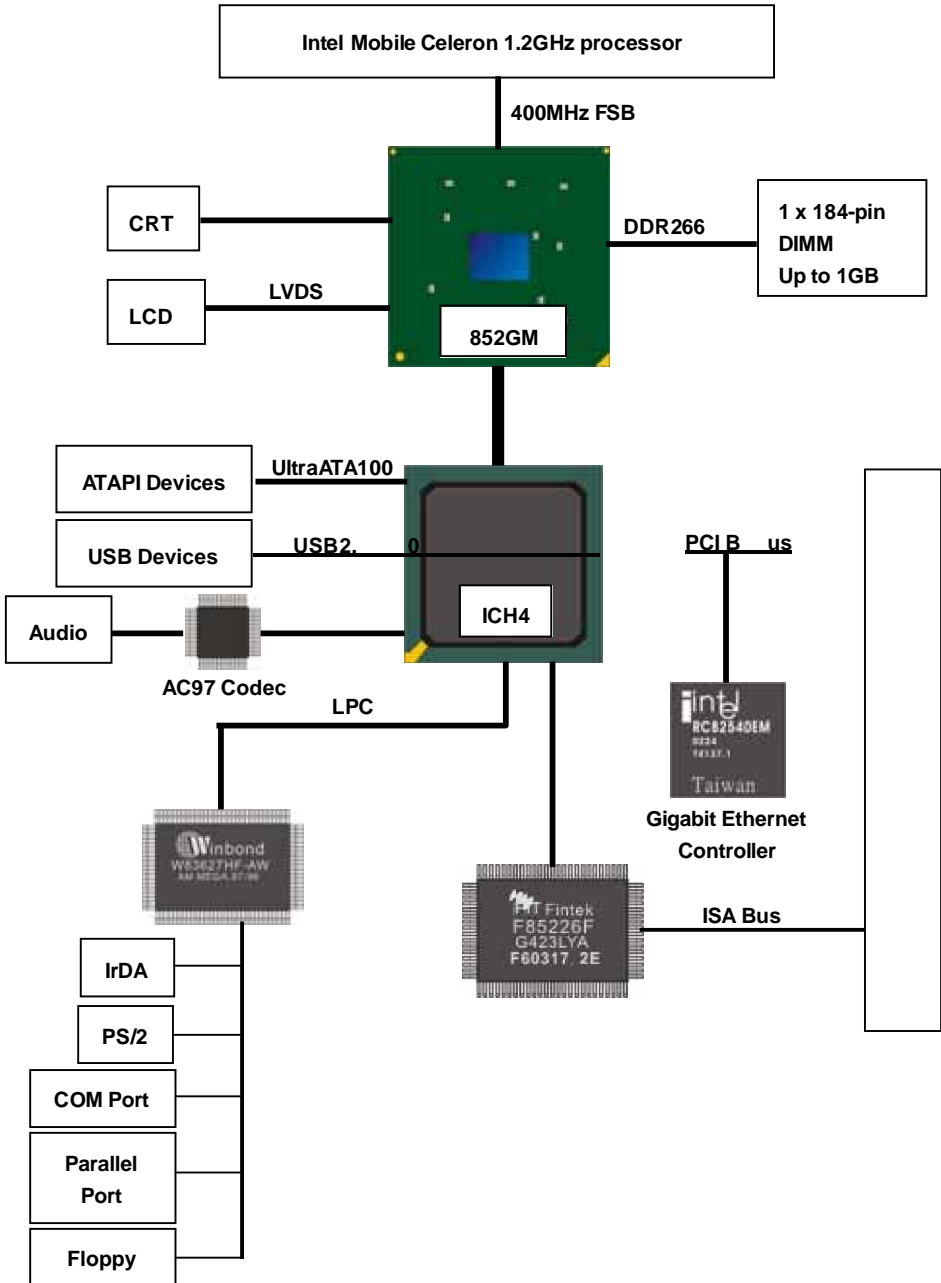 Intel Mobile Celeron 1.2GHz processor
400MHz FSB
CRT
DDR266
1 x 184-pin
DIMM
Up to 1GB
LCD
LVDS
852GM
ATAPI Devices
UltraATA100
USB Devices
USB2. 0
PCI B us
ICH4
Audio
AC97 Codec
LPC
intel
RC82540EM
Taiwan
Gigabit Ethernet
Controller
Winbond
W83627HF-AW
Fintek
F85226F
G423LYA
F60317. 2E
ISA Bus
IrDA
PS/2
COM Port
Parallel
Port
Floppy